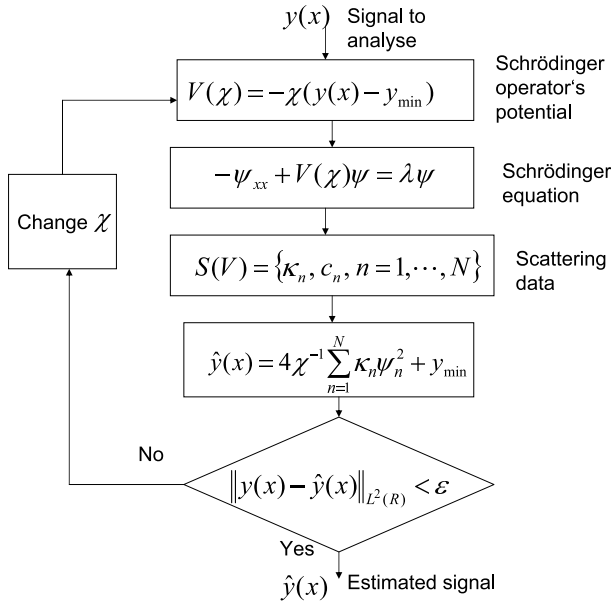 y(x) Signal to
analyse
V(χ) = −χ(y(x) − y_min)
Schrödinger
operator‘s
potential
−ψ_xx + V(χ)ψ = λψ
Schrödinger
equation
Change χ
S(V) = {κ_n, c_n, n = 1,⋯, N}
Scattering
data
ŷ(x) = 4χ^−1 ∑_{n=1}^{N} κ_n ψ_n^2 + y_min
No
‖y(x) − ŷ(x)‖_{L^2(R)} < ε
Yes
ŷ(x) Estimated signal